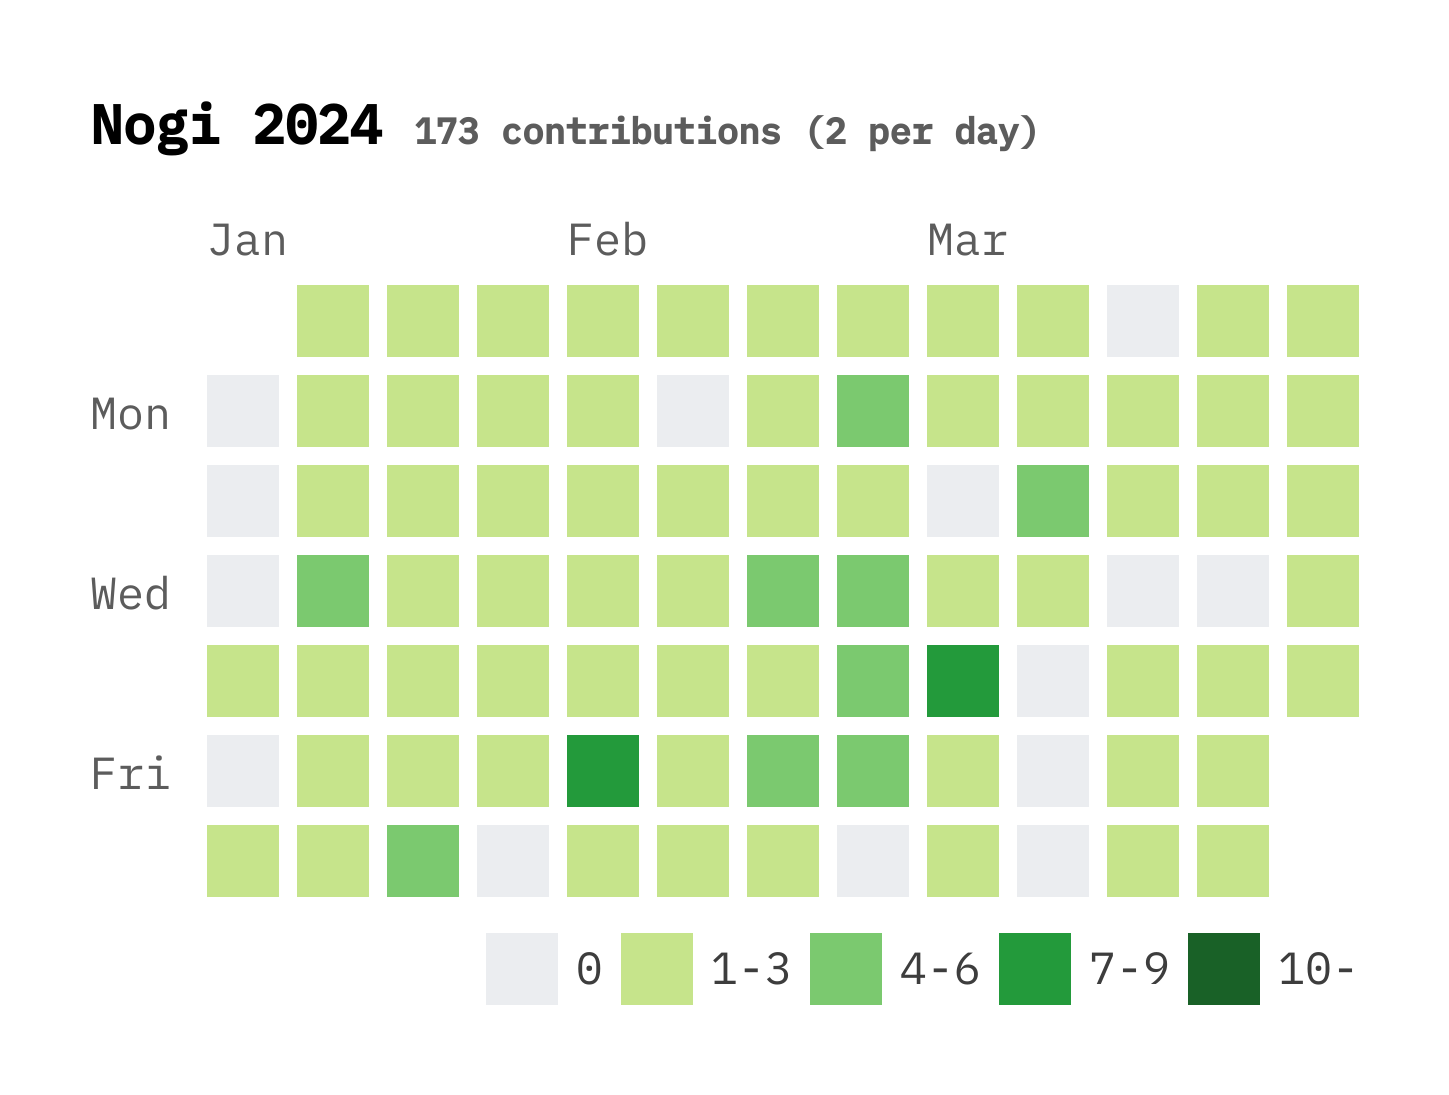 Nogi 2024 173 contributions (2 per day)
Jan Feb Mar
Mon
Wed
Fri
0 1-3 4-6 7-9 10-